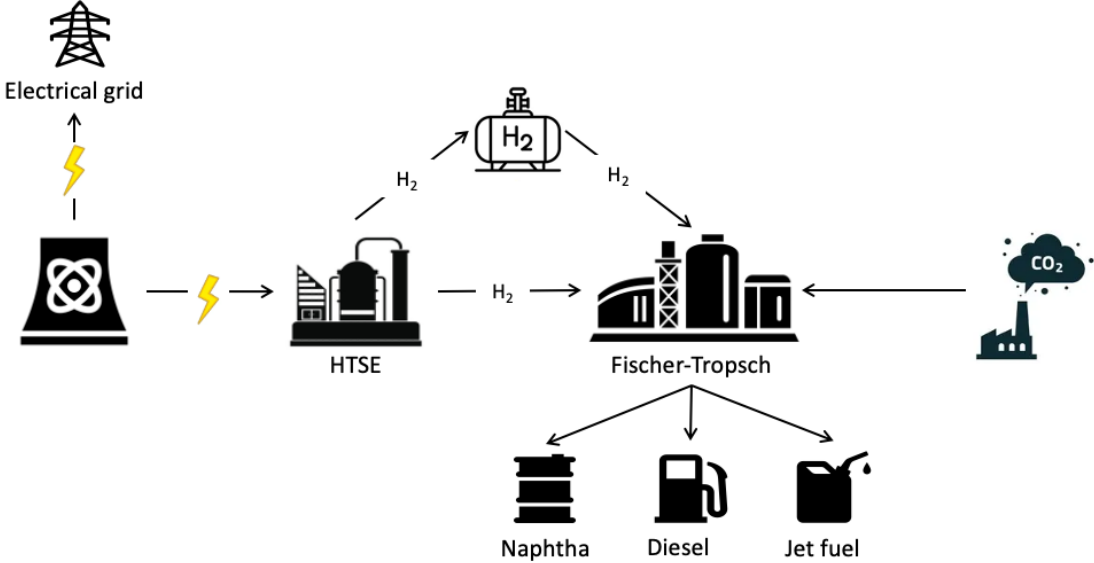 Electrical grid
H₂
H₂
H₂
CO₂
H₂
HTSE
Fischer-Tropsch
Naphtha
Diesel
Jet fuel